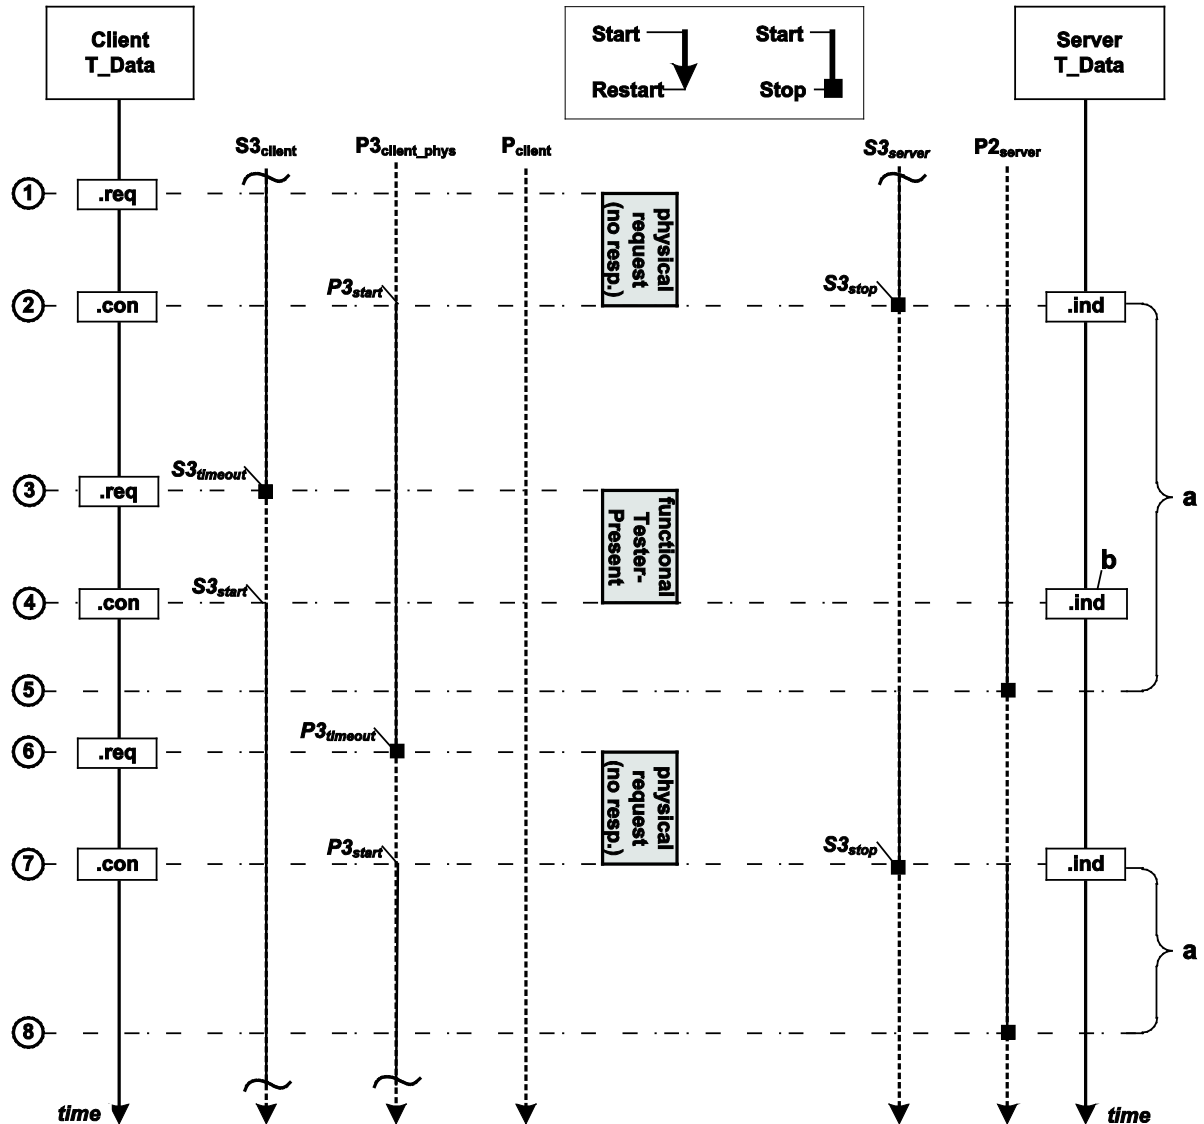 Client
T_Data
Start
Restart
Start
Stop
Server
T_Data
S3client
P3client_phys
Pclient
S3server
P2server
1
.req
physical
request
(no resp.)
2
.con
P3start
S3stop
.ind
3
S3timeout
.req
functional
Tester-
Present
a
b
4
.con
S3start
.ind
5
6
.req
P3timeout
physical
request
(no resp.)
7
.con
P3start
S3stop
.ind
a
8
time
time